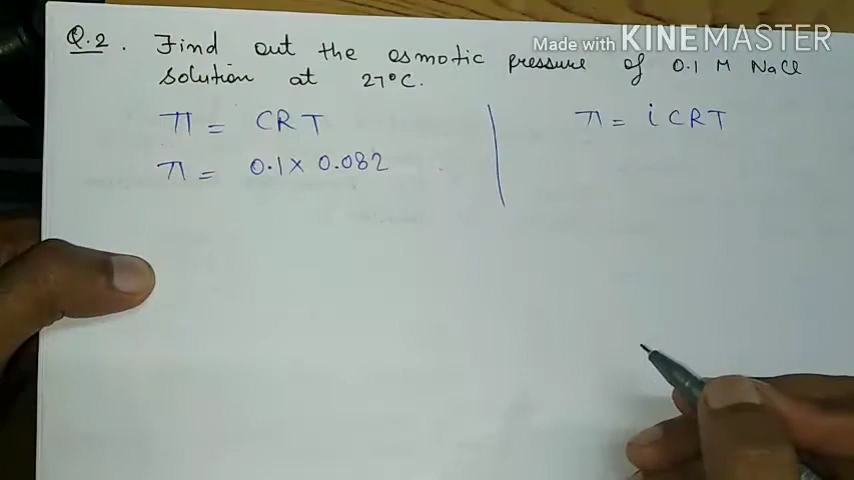 Made with KINEMASTER
Q.2. Find out the osmotic pressure of 0.1 M NaCl
solution at 27°C.
π = CRT
π = iCRT
π = 0.1 × 0.082